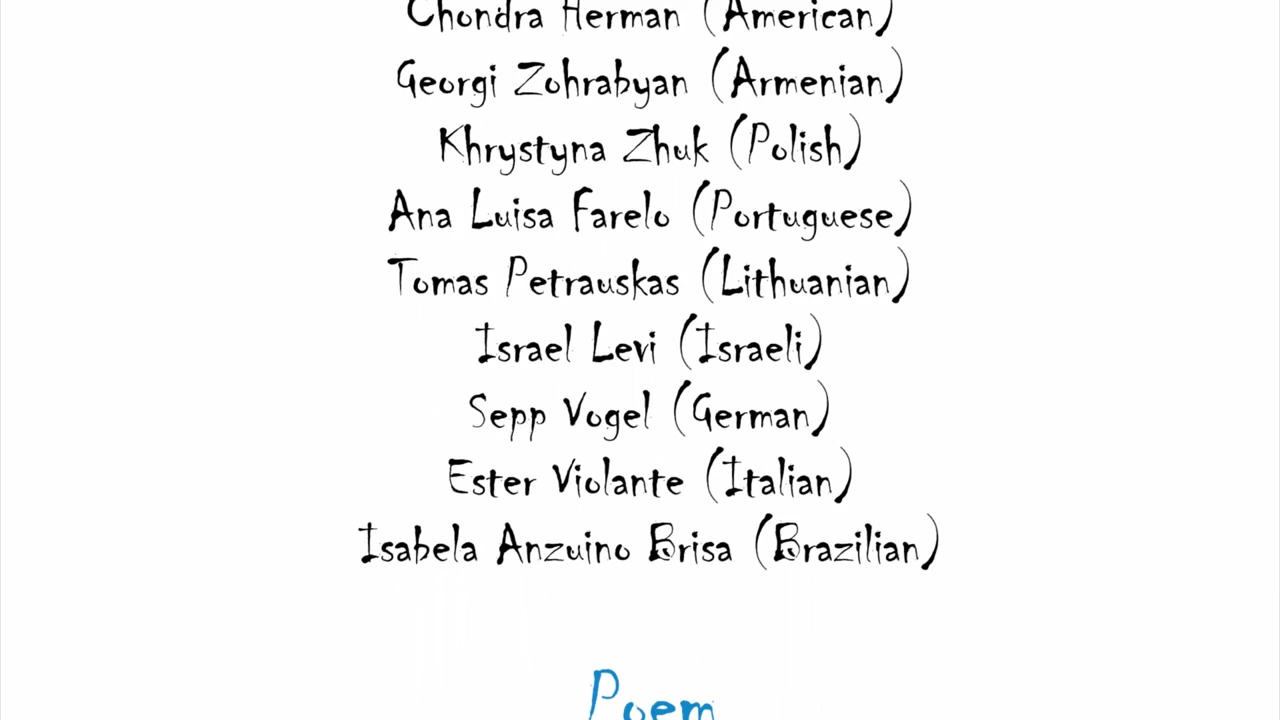 Chondra Herman (American)
Georgi Zohrabyan (Armenian)
Khrystyna Zhuk (Polish)
Ana Luisa Farelo (Portuguese)
Tomas Petrauskas (Lithuanian)
Israel Levi (Israeli)
Sepp Vogel (German)
Ester Violante (Italian)
Isabela Anzuino Brisa (Brazilian)
Poem